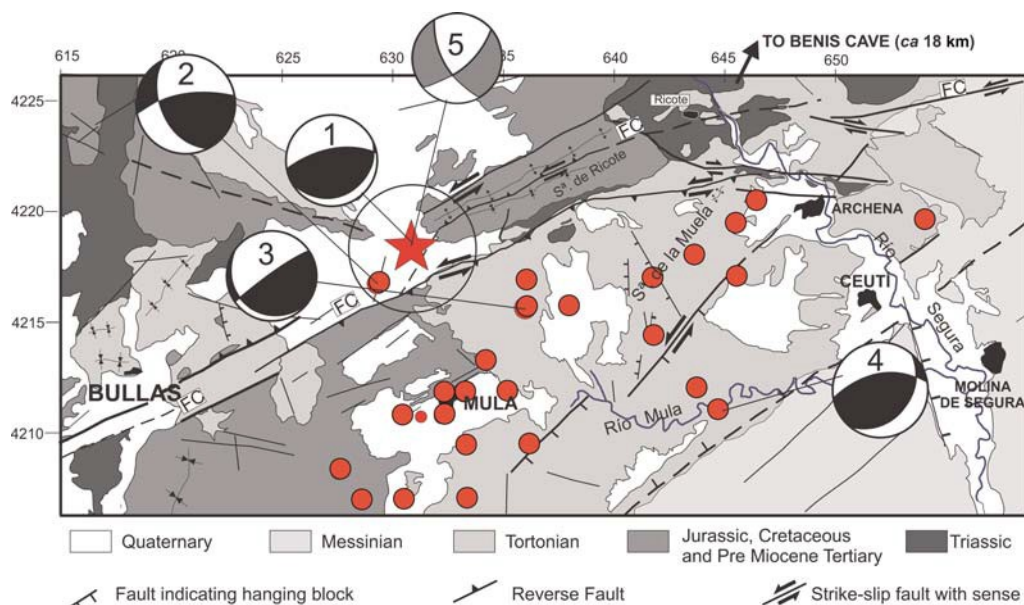 TO BENIS CAVE (ca 18 km)
615
620
625
630
635
640
645
650
4225
4220
4215
4210
5
2
1
3
4
FC
FC
FC
FC
Ricote
Sª. de Ricote
Sª de la Muela
ARCHENA
Río
Segura
CEUTÍ
BULLAS
MULA
Río Mula
MOLINA
DE SEGURA
Quaternary
Messinian
Tortonian
Jurassic, Cretaceous
and Pre Miocene Tertiary
Triassic
Fault indicating hanging block
Reverse Fault
Strike-slip fault with sense